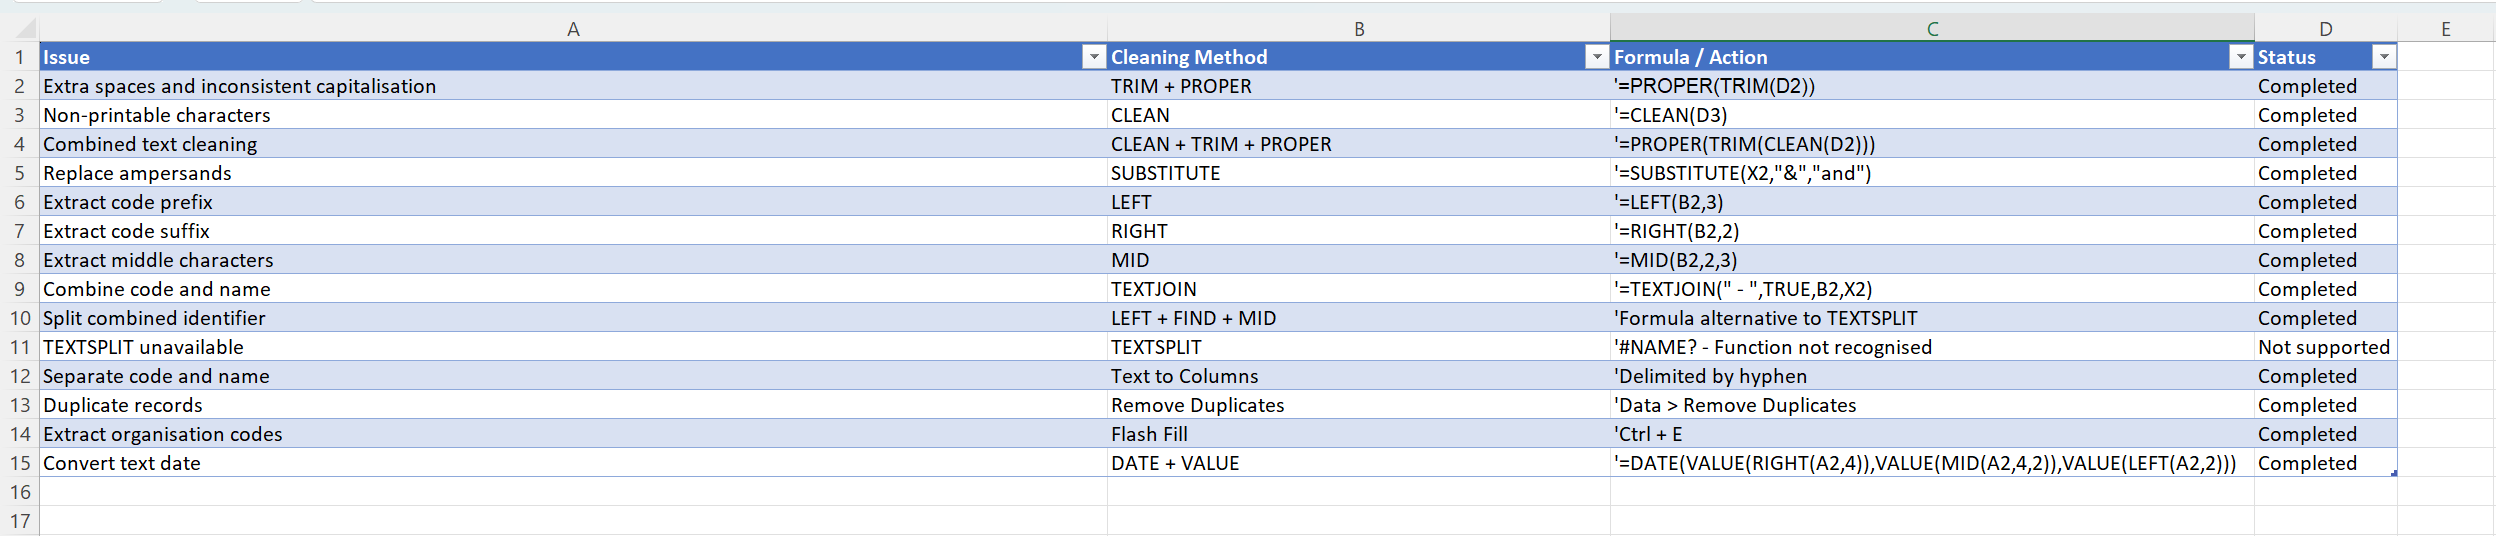 A B C D E
1 Issue Cleaning Method Formula / Action Status
2 Extra spaces and inconsistent capitalisation TRIM + PROPER '=PROPER(TRIM(D2)) Completed
3 Non-printable characters CLEAN '=CLEAN(D3) Completed
4 Combined text cleaning CLEAN + TRIM + PROPER '=PROPER(TRIM(CLEAN(D2))) Completed
5 Replace ampersands SUBSTITUTE '=SUBSTITUTE(X2,"&","and") Completed
6 Extract code prefix LEFT '=LEFT(B2,3) Completed
7 Extract code suffix RIGHT '=RIGHT(B2,2) Completed
8 Extract middle characters MID '=MID(B2,2,3) Completed
9 Combine code and name TEXTJOIN '=TEXTJOIN(" - ",TRUE,B2,X2) Completed
10 Split combined identifier LEFT + FIND + MID 'Formula alternative to TEXTSPLIT Completed
11 TEXTSPLIT unavailable TEXTSPLIT '#NAME? - Function not recognised Not supported
12 Separate code and name Text to Columns 'Delimited by hyphen Completed
13 Duplicate records Remove Duplicates 'Data > Remove Duplicates Completed
14 Extract organisation codes Flash Fill 'Ctrl + E Completed
15 Convert text date DATE + VALUE '=DATE(VALUE(RIGHT(A2,4)),VALUE(MID(A2,4,2)),VALUE(LEFT(A2,2))) Completed
16
17